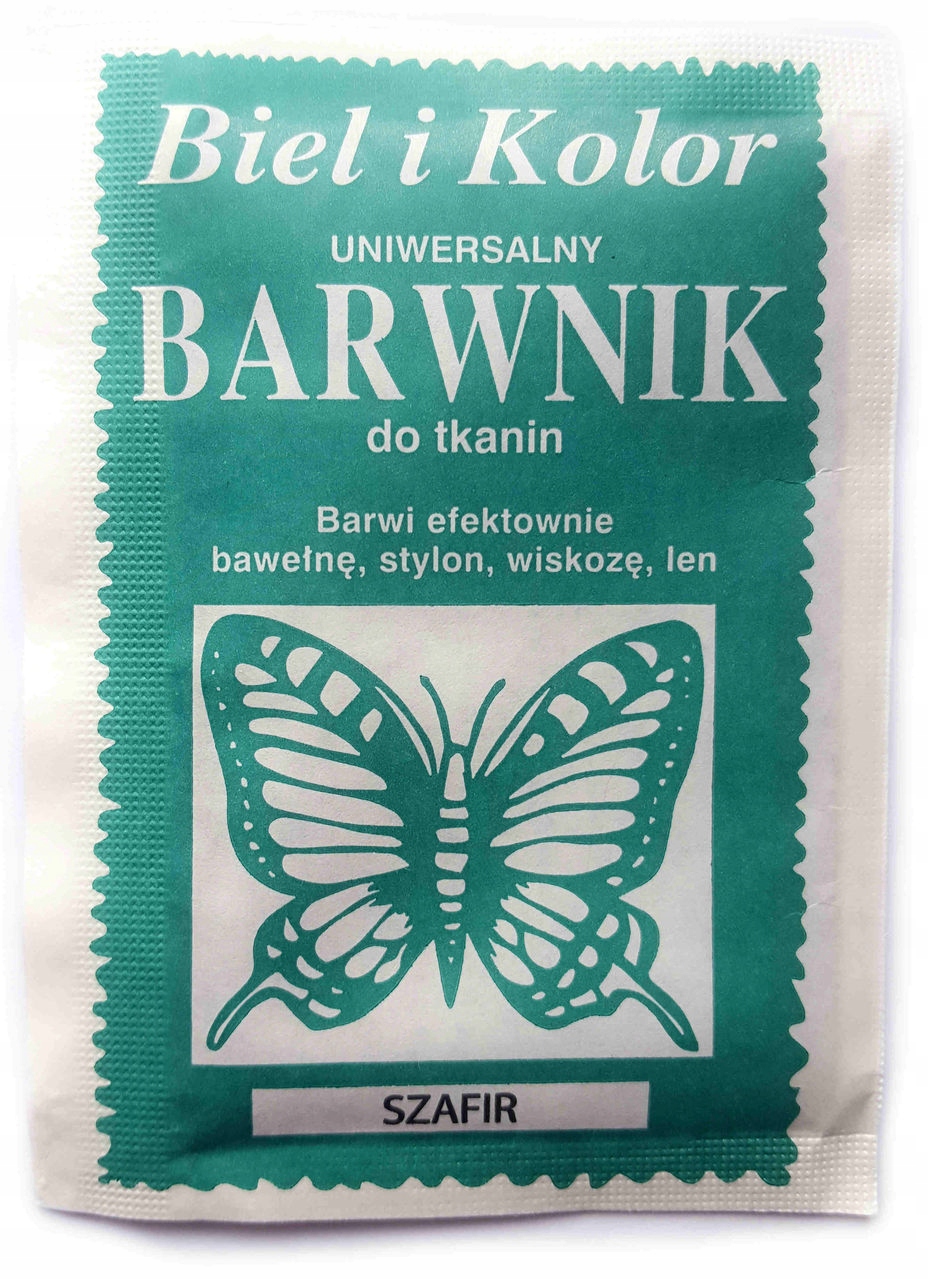 Biel i Kolor
UNIWERSALNY
BARWNIK
do tkanin
Barwi efektownie
bawełnę, stylon, wiskozę, len
SZAFIR